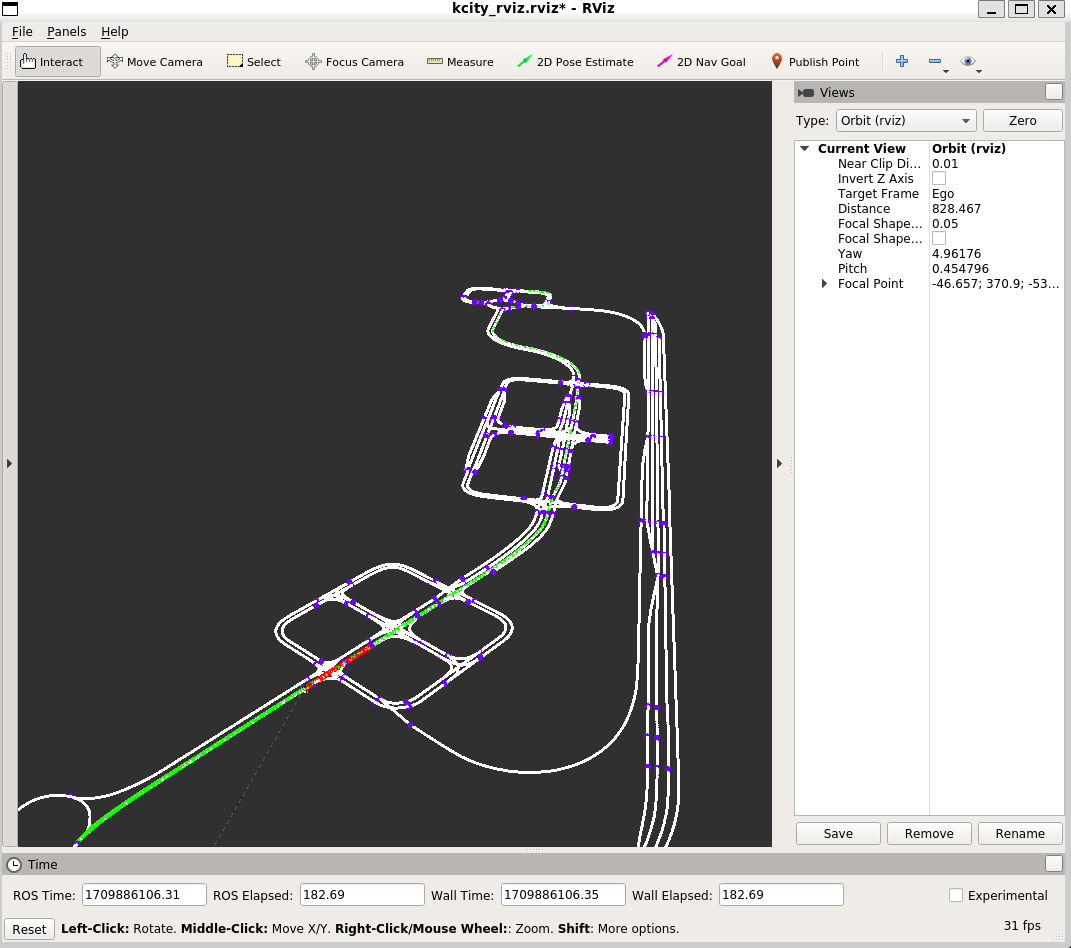 kcity_rviz.rviz* - RViz
File Panels Help
Interact Move Camera Select Focus Camera Measure 2D Pose Estimate 2D Nav Goal Publish Point
Views
Type: Orbit (rviz) Zero
Current View Orbit (rviz)
Near Clip Di... 0.01
Invert Z Axis
Target Frame Ego
Distance 828.467
Focal Shape... 0.05
Focal Shape...
Yaw 4.96176
Pitch 0.454796
Focal Point -46.657; 370.9; -53...
Save Remove Rename
Time
ROS Time: 1709886106.31 ROS Elapsed: 182.69 Wall Time: 1709886106.35 Wall Elapsed: 182.69 Experimental
Reset Left-Click: Rotate. Middle-Click: Move X/Y. Right-Click/Mouse Wheel:: Zoom. Shift: More options. 31 fps